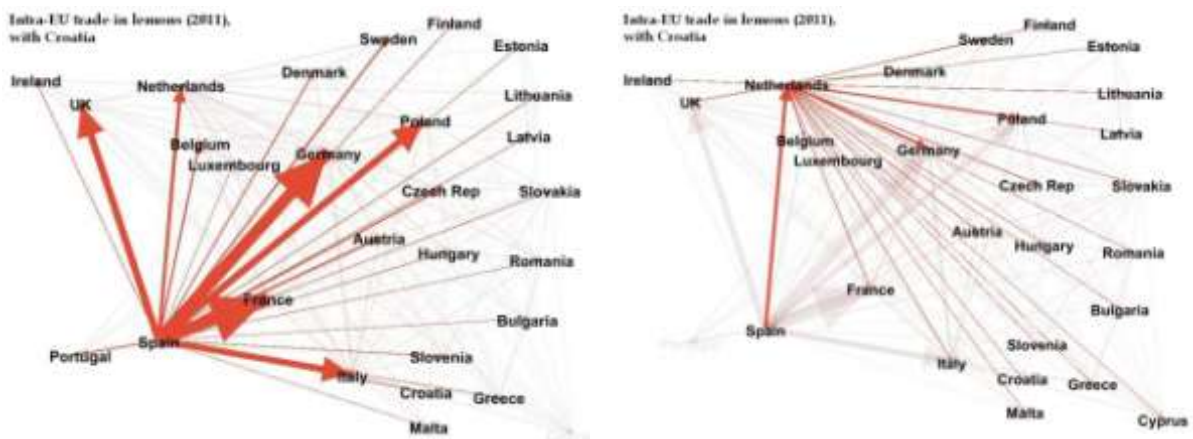 Intra-EU trade in lemons (2011),
with Croatia
Finland
Sweden
Estonia
Ireland
Netherlands
Denmark
UK
Lithuania
Poland
Belgium
Latvia
Luxembourg
Germany
Czech Rep
Slovakia
Austria
Hungary
Romania
France
Bulgaria
Spain
Portugal
Slovenia
Italy
Croatia
Greece
Malta
Intra-EU trade in lemons (2011),
with Croatia
Finland
Sweden
Estonia
Ireland
Denmark
Netherlands
UK
Lithuania
Poland
Latvia
Belgium
Luxembourg
Germany
Czech Rep
Slovakia
Austria
Hungary
Romania
France
Bulgaria
Spain
Slovenia
Italy
Croatia
Greece
Malta
Cyprus